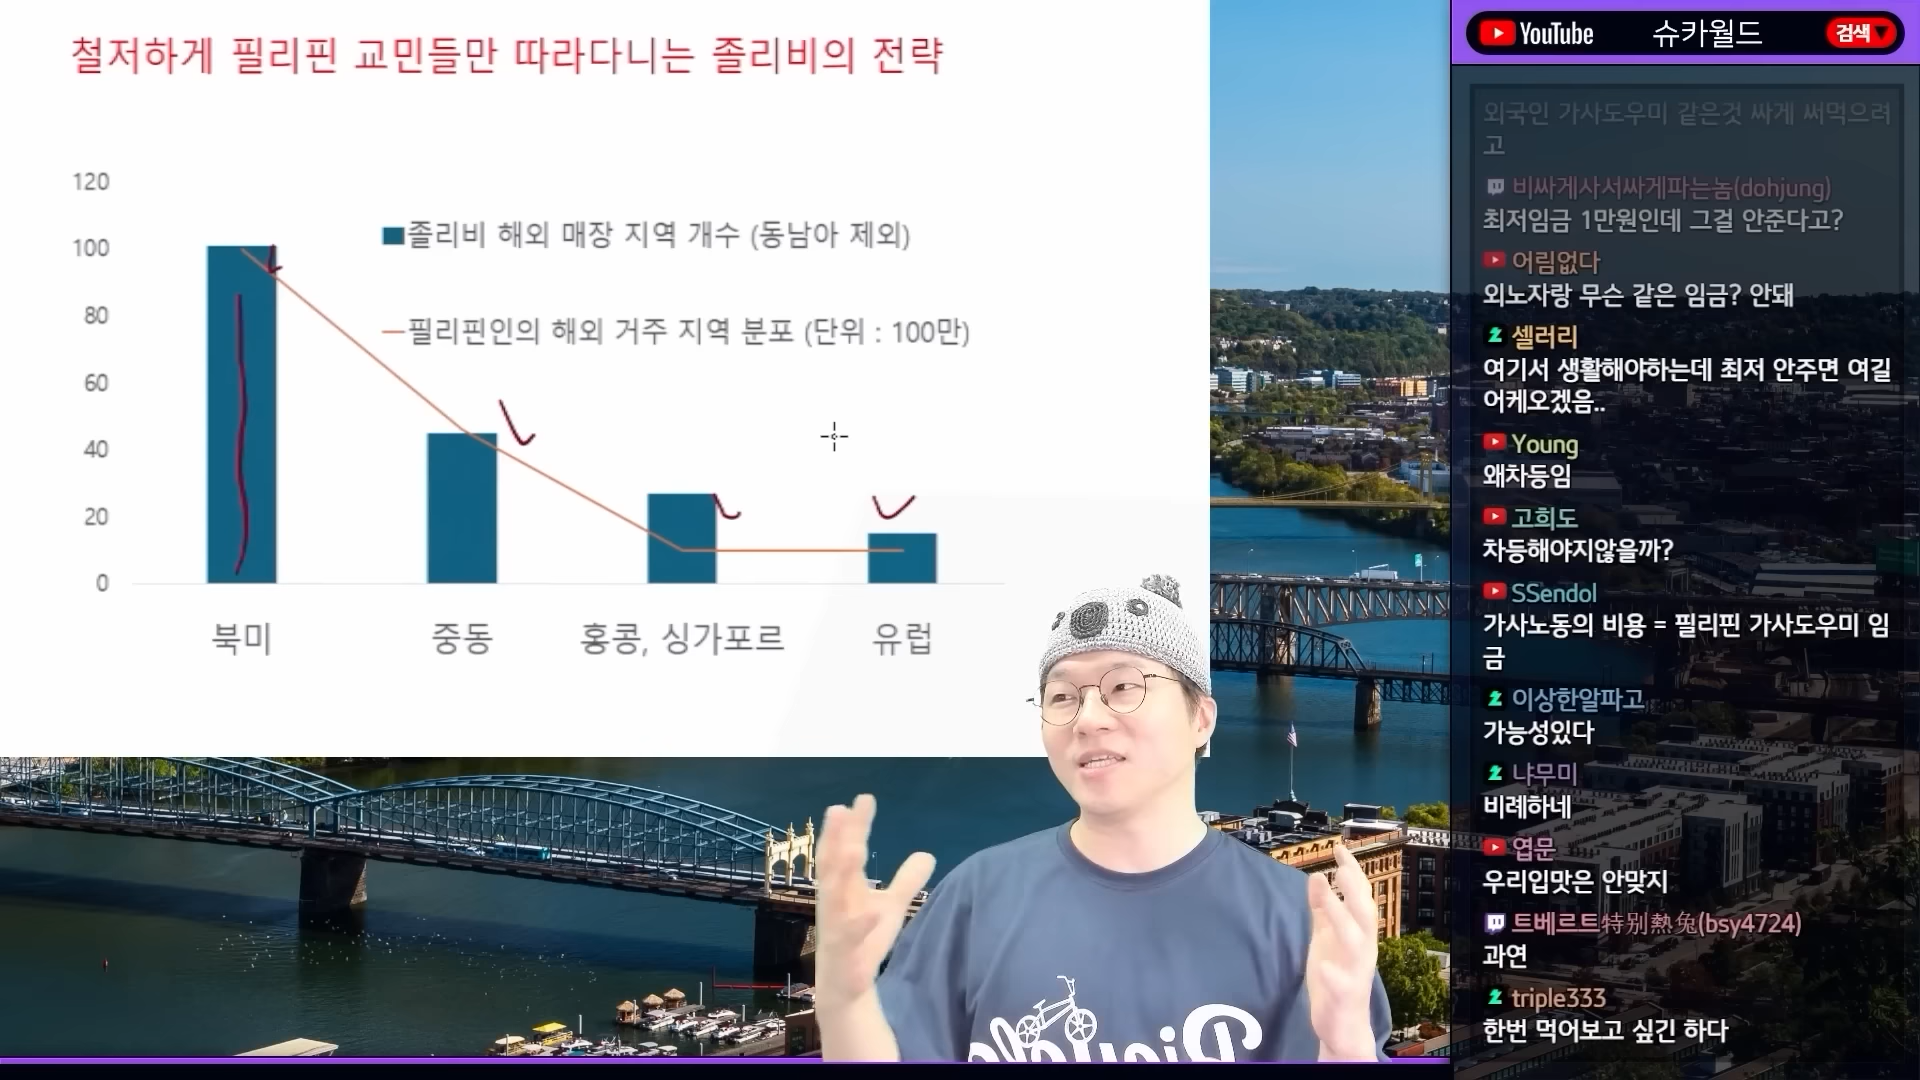 철저하게 필리핀 교민들만 따라다니는 졸리비의 전략
120
100
80
60
40
20
0
졸리비 해외 매장 지역 개수 (동남아 제외)
필리핀인의 해외 거주 지역 분포 (단위 : 100만)
북미
중동
홍콩, 싱가포르
유럽
YouTube 슈카월드 검색
외국인 가사도우미 같은것 싸게 써먹으려
고
비싸게사서싸게파는놈(dohjung)
최저임금 1만원인데 그걸 안준다고?
어림없다
외노자랑 무슨 같은 임금? 안돼
셀러리
여기서 생활해야하는데 최저 안주면 여길
어케오겠음..
Young
왜차등임
고희도
차등해야지않을까?
SSendol
가사노동의 비용 = 필리핀 가사도우미 임
금
이상한알파고
가능성있다
냐무미
비례하네
엽문
우리입맛은 안맞지
트베르트特別熱兔(bsy4724)
과연
triple333
한번 먹어보고 싶긴 하다